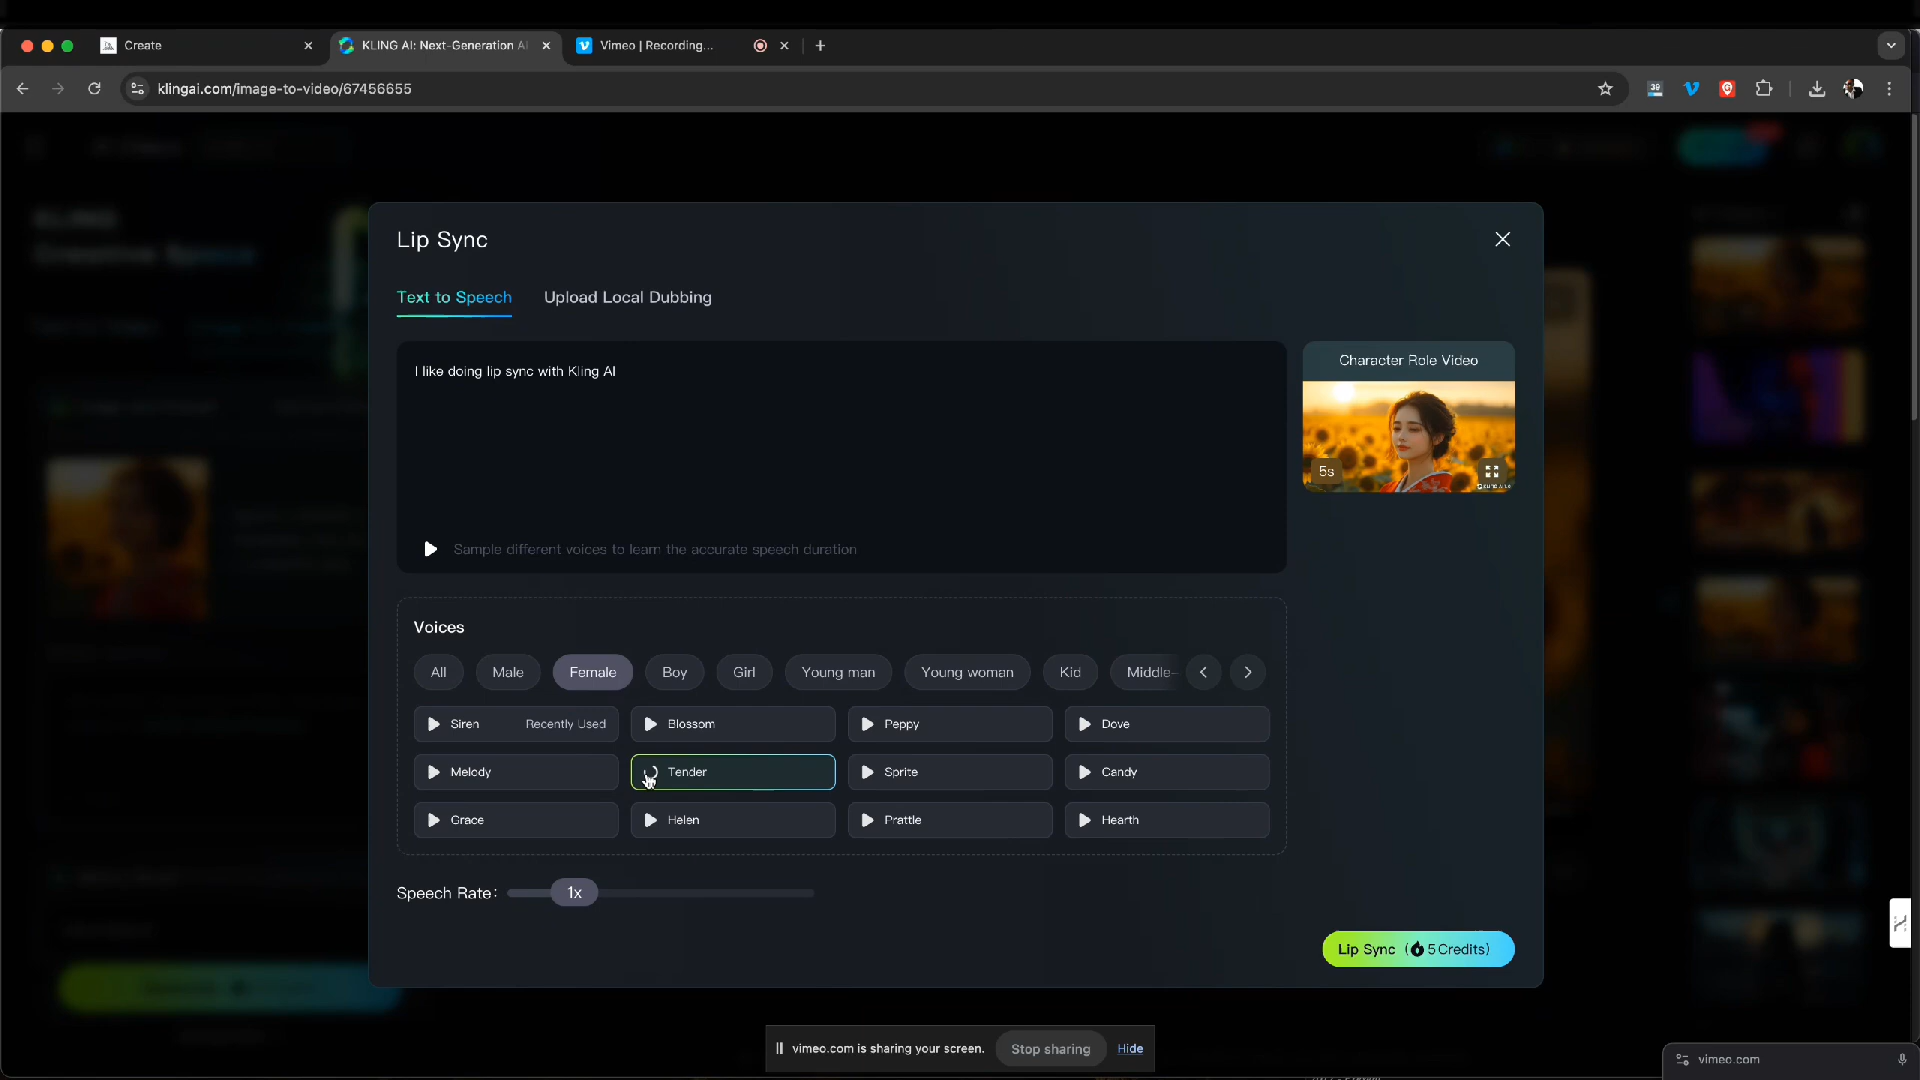 Create
KLING AI: Next-Generation AI
Vimeo | Recording...
klingai.com/image-to-video/67456655
Lip Sync
Text to Speech
Upload Local Dubbing
I like doing lip sync with Kling AI
Sample different voices to learn the accurate speech duration
Character Role Video
5s
Voices
All
Male
Female
Boy
Girl
Young man
Young woman
Kid
Middle-
Siren
Recently Used
Blossom
Peppy
Dove
Melody
Tender
Sprite
Candy
Grace
Helen
Prattle
Hearth
Speech Rate:
1x
Lip Sync ( 5 Credits)
vimeo.com is sharing your screen.
Stop sharing
Hide
vimeo.com